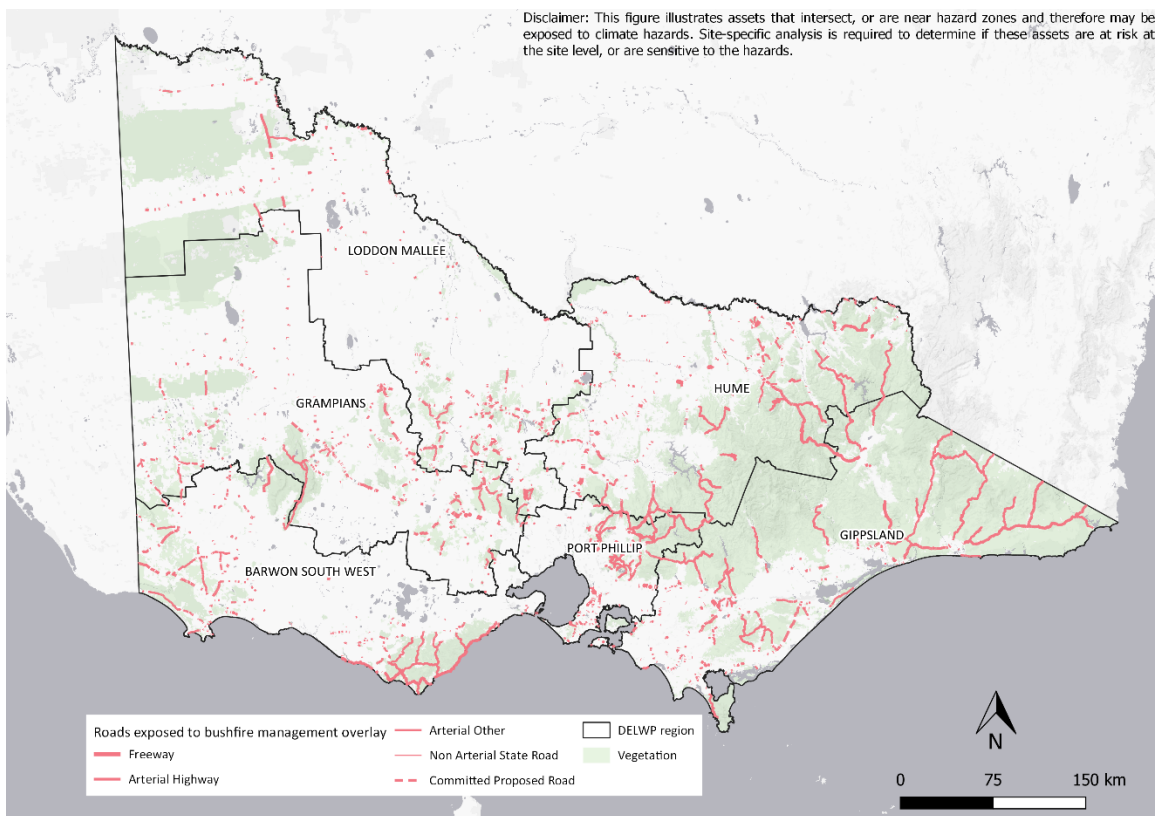 Disclaimer: This figure illustrates assets that intersect, or are near hazard zones and therefore may be
exposed to climate hazards. Site-specific analysis is required to determine if these assets are at risk at
the site level, or are sensitive to the hazards.
LODDON MALLEE
HUME
GRAMPIANS
GIPPSLAND
PORT PHILLIP
BARWON SOUTH WEST
Roads exposed to bushfire management overlay
Freeway
Arterial Highway
Arterial Other
Non Arterial State Road
Committed Proposed Road
DELWP region
Vegetation
N
0 75 150 km